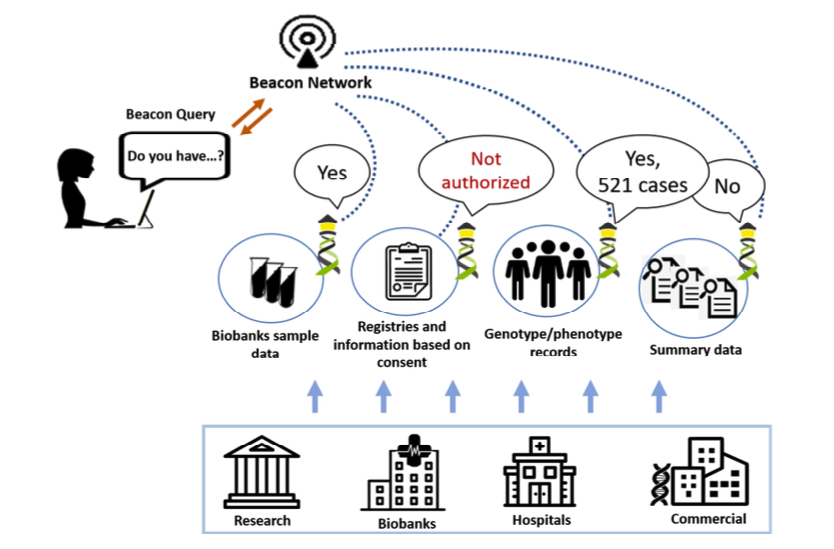 Beacon Network
Beacon Query
Do you have...?
Yes
Not
authorized
Yes,
521 cases
No
Biobanks sample
data
Registries and
information based on
consent
Genotype/phenotype
records
Summary data
Research
Biobanks
Hospitals
Commercial